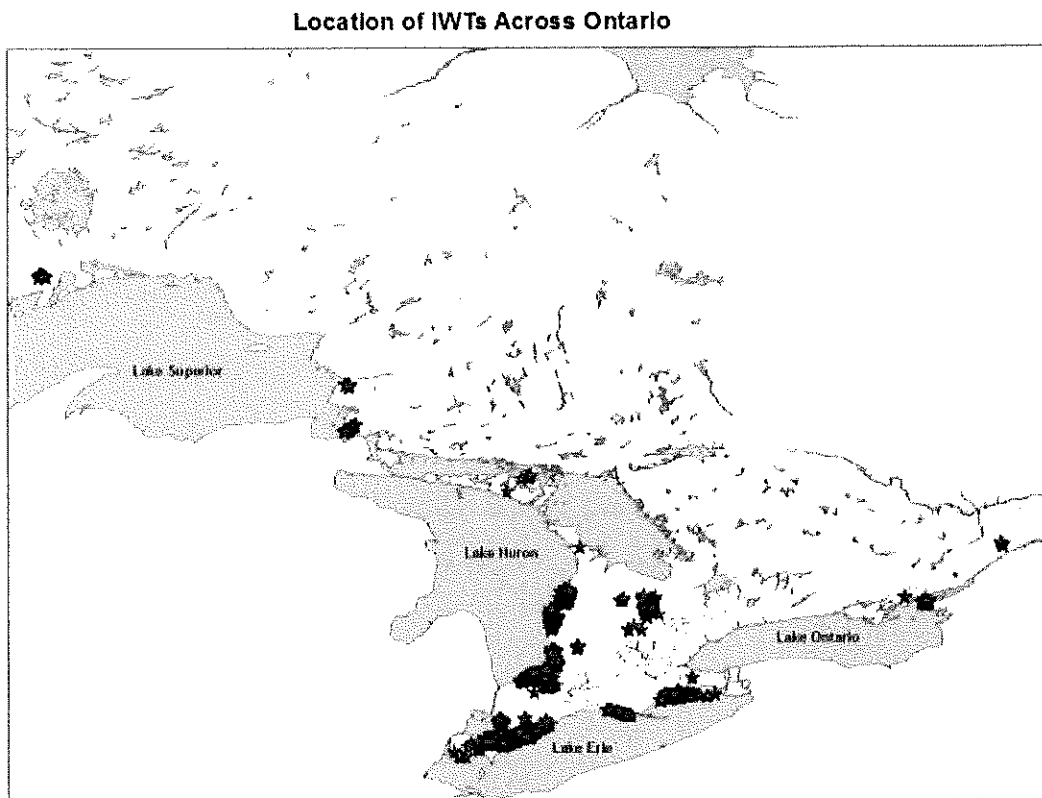 Location of IWTs Across Ontario
Lake Superior
Lake Huron
Lake Ontario
Lake Erie